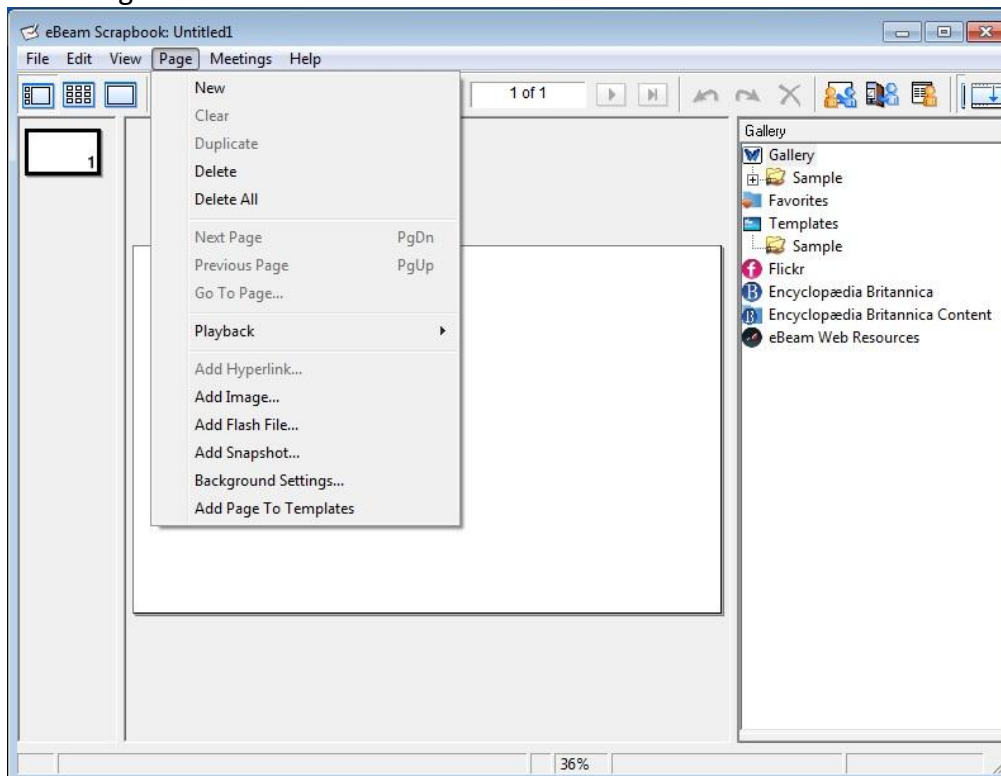 eBeam Scrapbook: Untitled1
File Edit View Page Meetings Help
1 of 1
New
Clear
Duplicate
Delete
Delete All
Next Page PgDn
Previous Page PgUp
Go To Page...
Playback
Add Hyperlink...
Add Image...
Add Flash File...
Add Snapshot...
Background Settings...
Add Page To Templates
1
Gallery
Gallery
Sample
Favorites
Templates
Sample
Flickr
Encyclopædia Britannica
Encyclopædia Britannica Content
eBeam Web Resources
36%